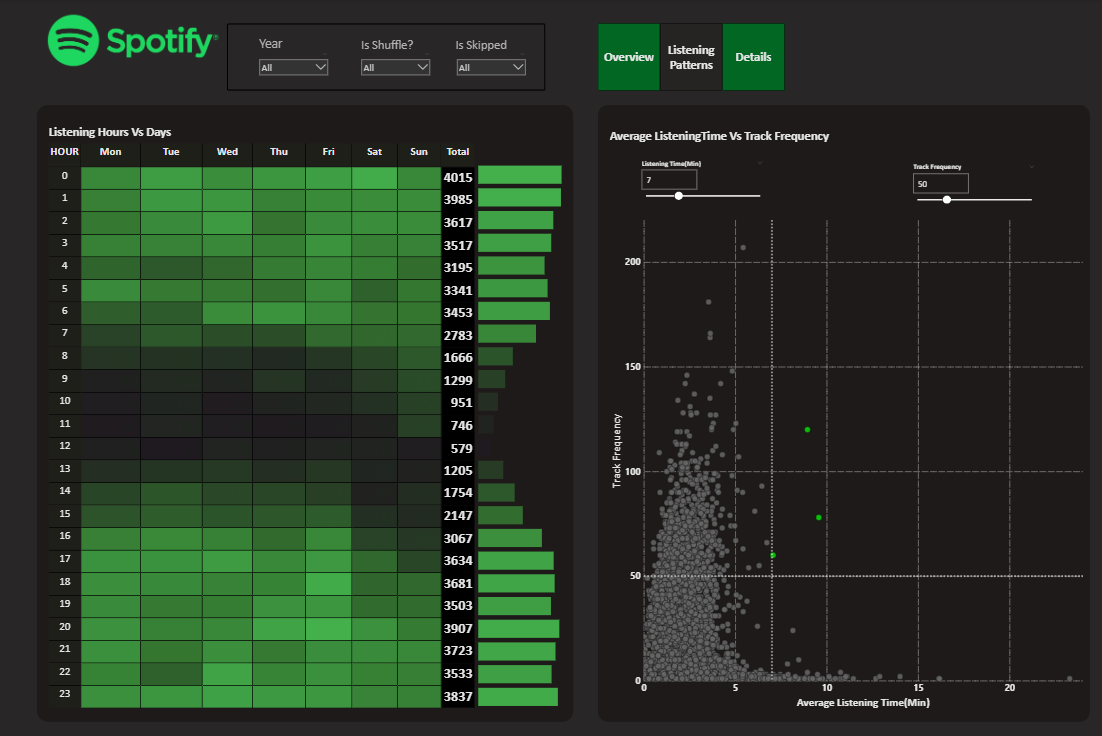 Spotify
Year Is Shuffle? Is Skipped
All All All
Overview
Listening
Patterns
Details
Listening Hours Vs Days
HOUR Mon Tue Wed Thu Fri Sat Sun Total
0 4015
1 3985
2 3617
3 3517
4 3195
5 3341
6 3453
7 2783
8 1666
9 1299
10 951
11 746
12 579
13 1205
14 1754
15 2147
16 3067
17 3634
18 3681
19 3503
20 3907
21 3723
22 3533
23 3837
Average ListeningTime Vs Track Frequency
Listening Time(Min) Track Frequency
7 50
200
150
100
50
0
Track Frequency
0 5 10 15 20
Average Listening Time(Min)